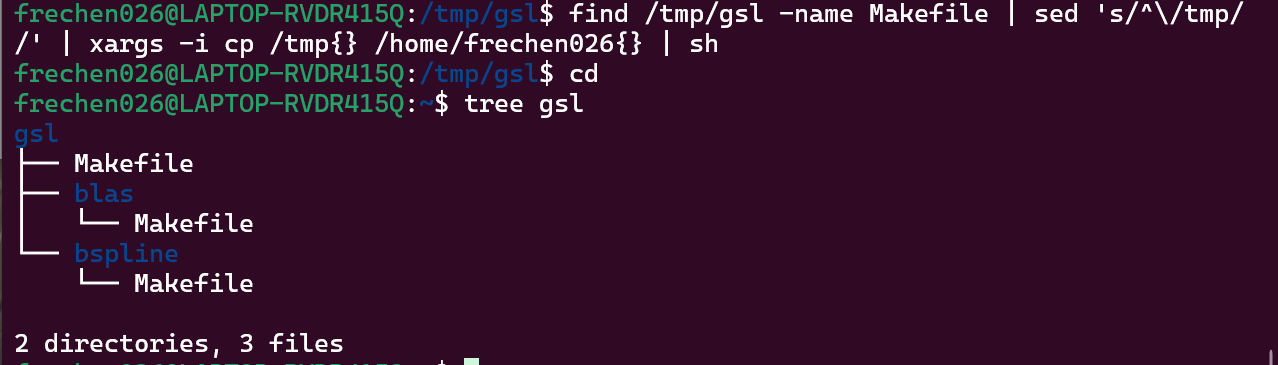 frechen026@LAPTOP-RVDR415Q:/tmp/gsl$ find /tmp/gsl -name Makefile | sed 's/^\/tmp/
/' | xargs -i cp /tmp{} /home/frechen026{} | sh
frechen026@LAPTOP-RVDR415Q:/tmp/gsl$ cd
frechen026@LAPTOP-RVDR415Q:~$ tree gsl
gsl
├── Makefile
├── blas
│   └── Makefile
└── bspline
    └── Makefile
2 directories, 3 files